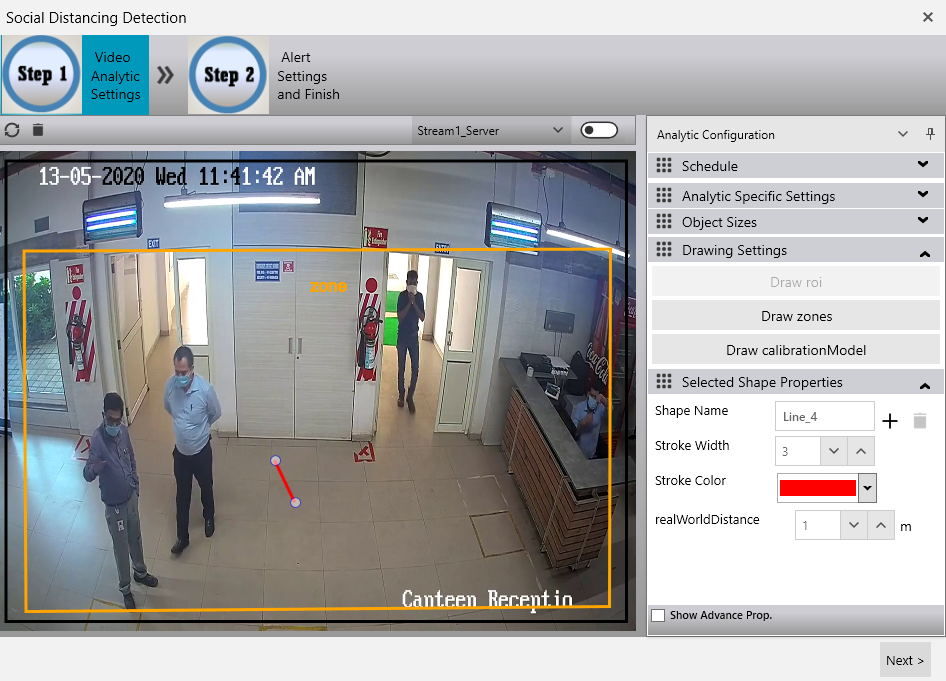 Social Distancing Detection
Step 1
Video
Analytic
Settings
Step 2
Alert
Settings
and Finish
Stream1_Server
Analytic Configuration
13-05-2020 Wed 11:41:42 AM
Schedule
Analytic Specific Settings
Object Sizes
EXIT
Drawing Settings
zone
Draw roi
Draw zones
Draw calibrationModel
Coca-Cola
Selected Shape Properties
Shape Name
Line_4
Stroke Width
3
Stroke Color
realWorldDistance
1
m
Canteen Receptio
Show Advance Prop.
Next >